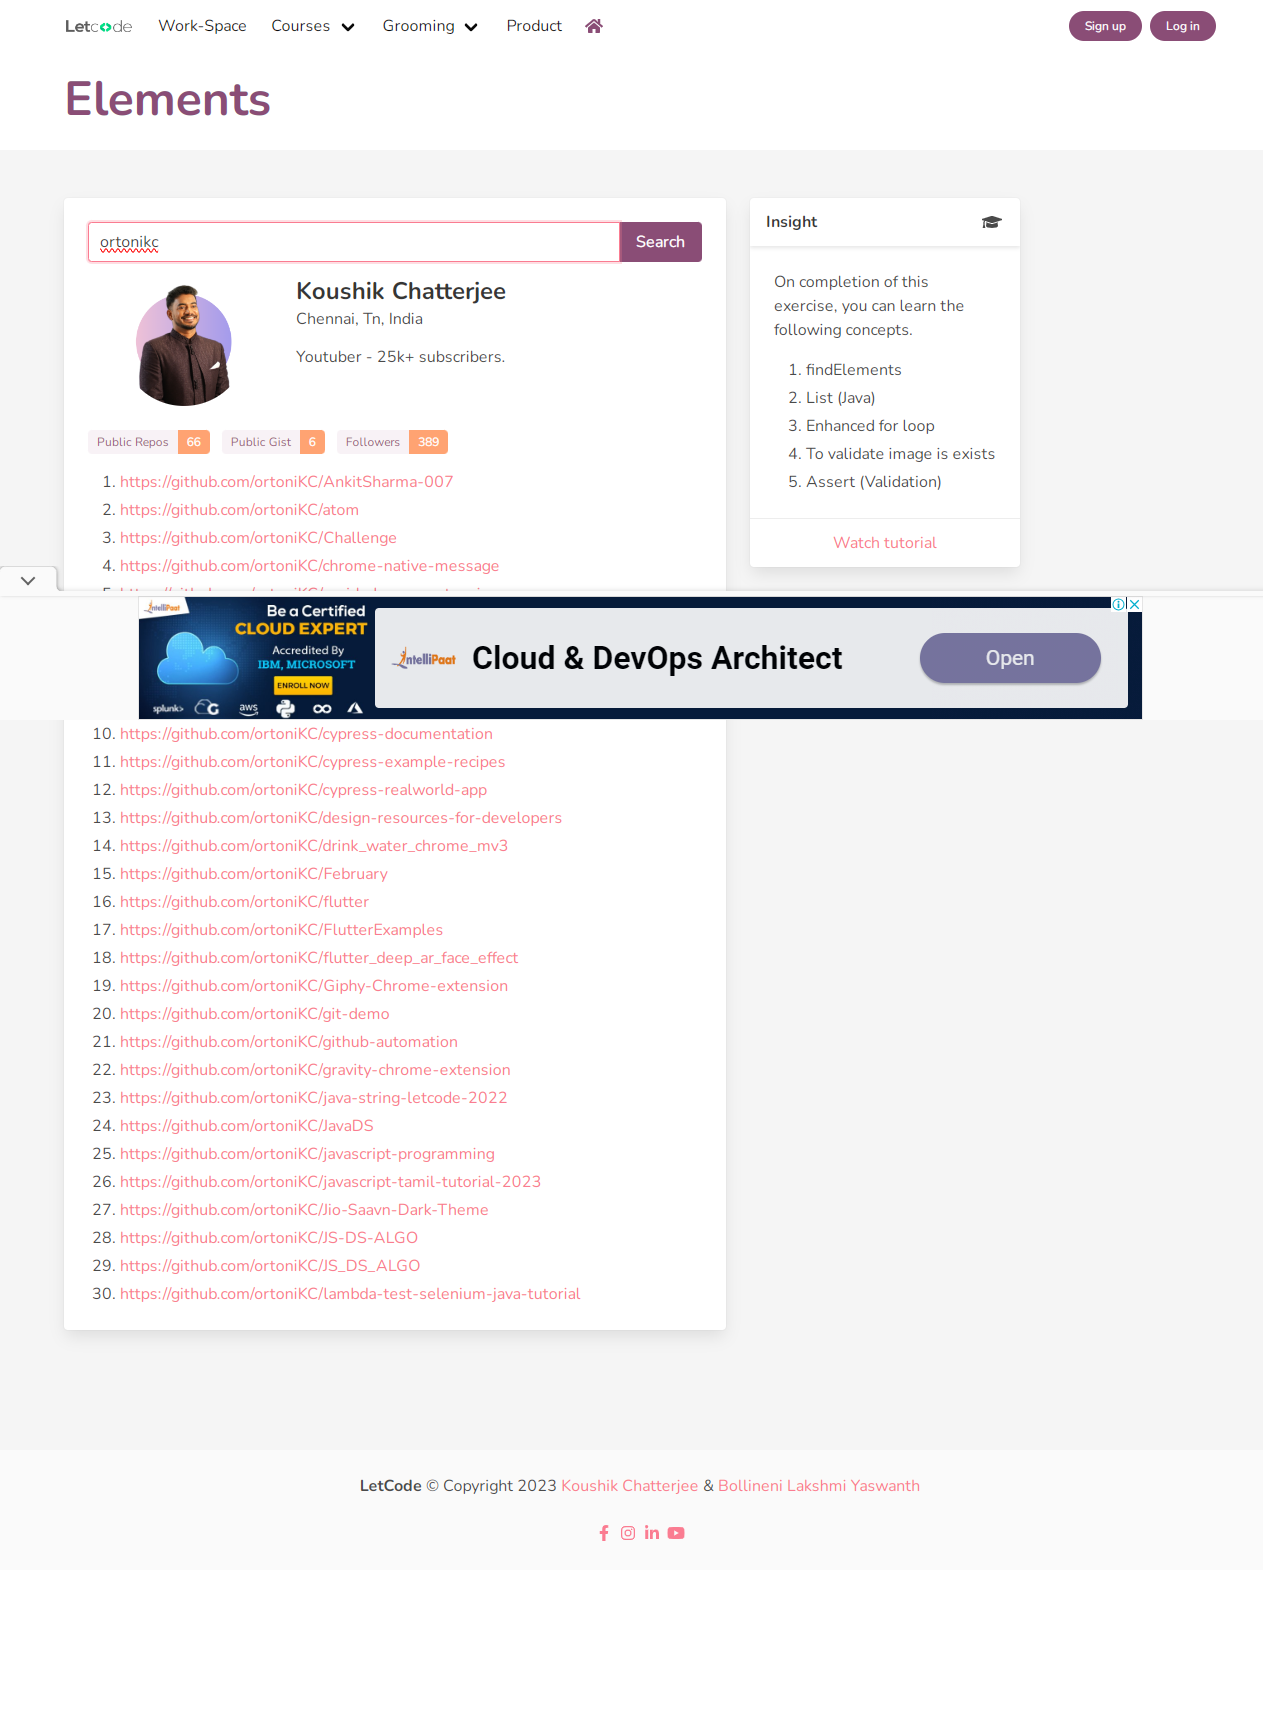 Letcode Work-Space Courses Grooming Product Sign up Log in
Elements
ortonikc Search
Koushik Chatterjee
Chennai, Tn, India
Youtuber - 25k+ subscribers.
Public Repos 66 Public Gist 6 Followers 389
1. https://github.com/ortoniKC/AnkitSharma-007
2. https://github.com/ortoniKC/atom
3. https://github.com/ortoniKC/Challenge
4. https://github.com/ortoniKC/chrome-native-message
Insight
On completion of this
exercise, you can learn the
following concepts.
1. findElements
2. List (Java)
3. Enhanced for loop
4. To validate image is exists
5. Assert (Validation)
Watch tutorial
IntelliPaat
Be a Certified
CLOUD EXPERT
Accredited By
IBM, MICROSOFT
ENROLL NOW
splunk> aws
IntelliPaat Cloud & DevOps Architect Open
10. https://github.com/ortoniKC/cypress-documentation
11. https://github.com/ortoniKC/cypress-example-recipes
12. https://github.com/ortoniKC/cypress-realworld-app
13. https://github.com/ortoniKC/design-resources-for-developers
14. https://github.com/ortoniKC/drink_water_chrome_mv3
15. https://github.com/ortoniKC/February
16. https://github.com/ortoniKC/flutter
17. https://github.com/ortoniKC/FlutterExamples
18. https://github.com/ortoniKC/flutter_deep_ar_face_effect
19. https://github.com/ortoniKC/Giphy-Chrome-extension
20. https://github.com/ortoniKC/git-demo
21. https://github.com/ortoniKC/github-automation
22. https://github.com/ortoniKC/gravity-chrome-extension
23. https://github.com/ortoniKC/java-string-letcode-2022
24. https://github.com/ortoniKC/JavaDS
25. https://github.com/ortoniKC/javascript-programming
26. https://github.com/ortoniKC/javascript-tamil-tutorial-2023
27. https://github.com/ortoniKC/Jio-Saavn-Dark-Theme
28. https://github.com/ortoniKC/JS-DS-ALGO
29. https://github.com/ortoniKC/JS_DS_ALGO
30. https://github.com/ortoniKC/lambda-test-selenium-java-tutorial
LetCode © Copyright 2023 Koushik Chatterjee & Bollineni Lakshmi Yaswanth